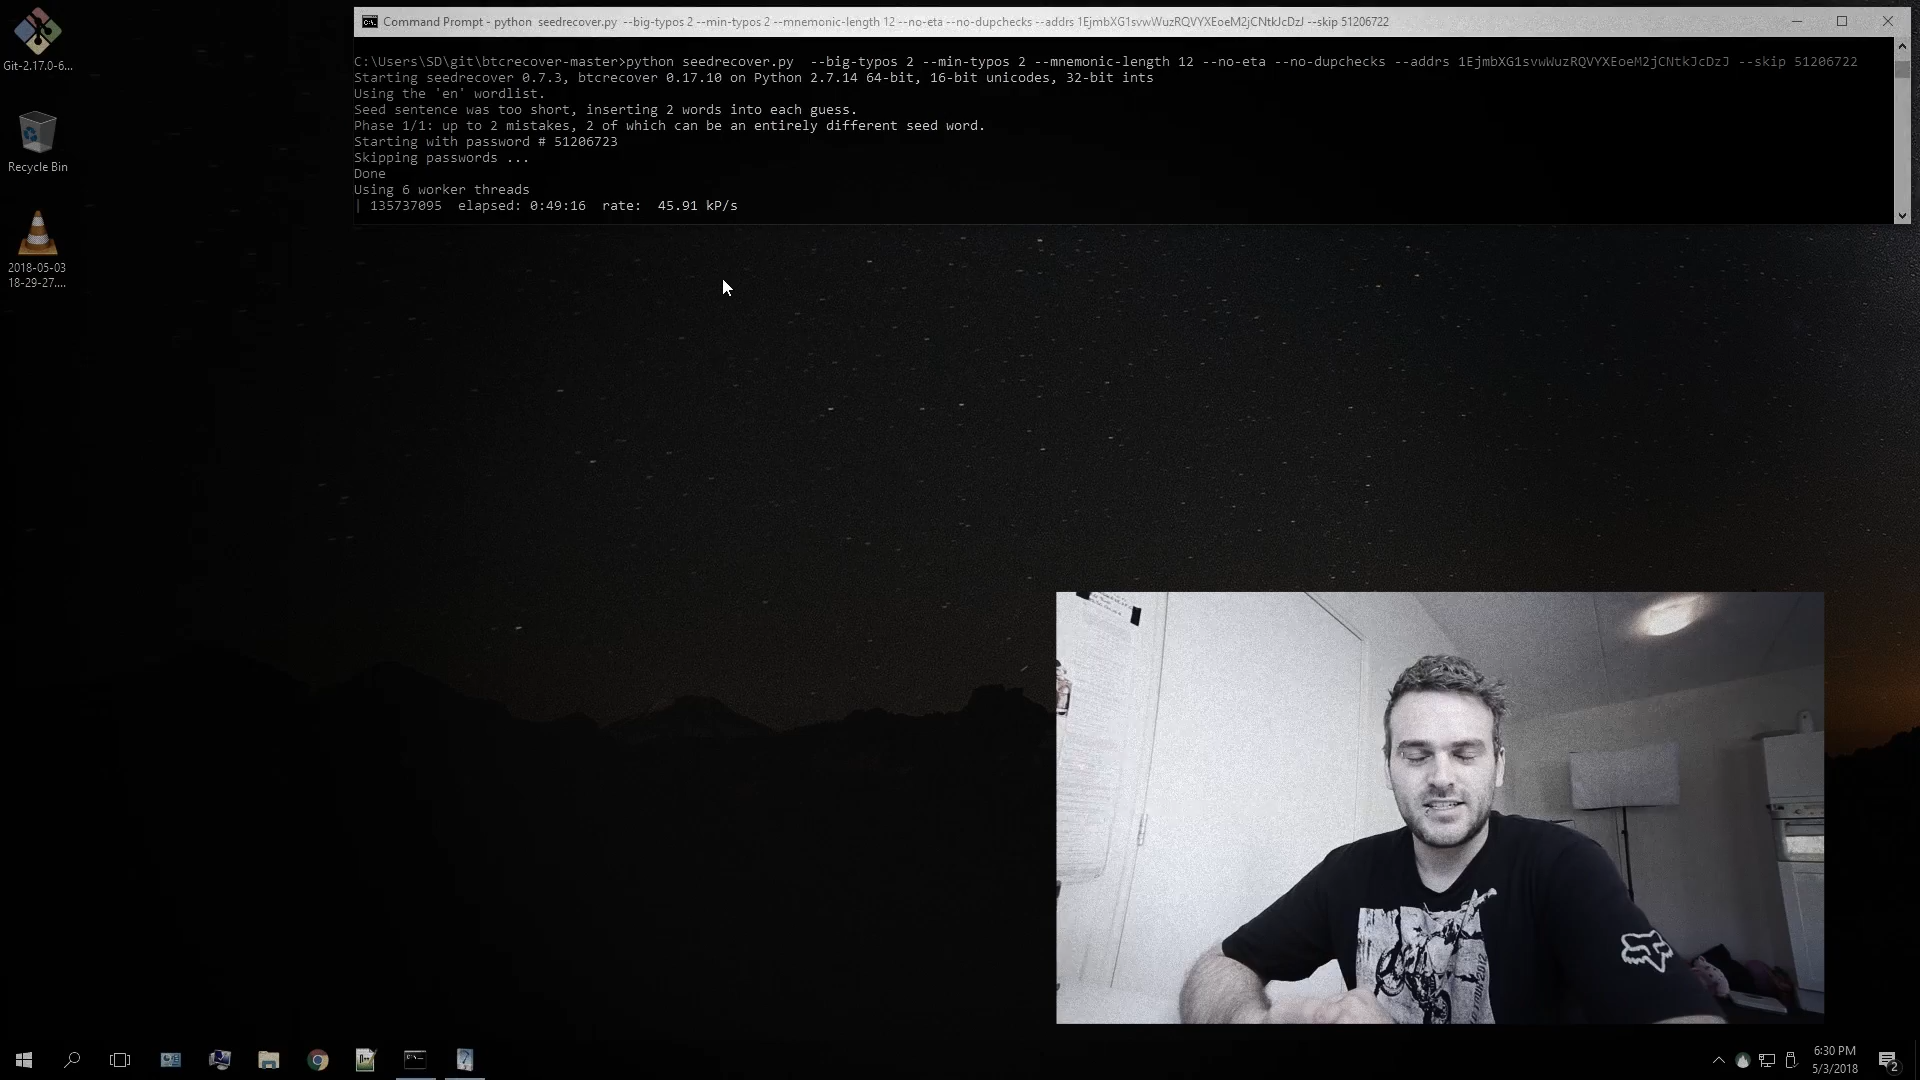 Command Prompt - python  seedrecover.py  --big-typos 2 --min-typos 2 --mnemonic-length 12 --no-eta --no-dupchecks --addrs 1EjmbXG1svwWuzRQVYXEoeM2jCNtkJcDzJ --skip 51206722
C:\Users\SD\git\btcrecover-master>python seedrecover.py  --big-typos 2 --min-typos 2 --mnemonic-length 12 --no-eta --no-dupchecks --addrs 1EjmbXG1svwWuzRQVYXEoeM2jCNtkJcDzJ --skip 51206722
Starting seedrecover 0.7.3, btcrecover 0.17.10 on Python 2.7.14 64-bit, 16-bit unicodes, 32-bit ints
Using the 'en' wordlist.
Seed sentence was too short, inserting 2 words into each guess.
Phase 1/1: up to 2 mistakes, 2 of which can be an entirely different seed word.
Starting with password # 51206723
Skipping passwords ...
Done
Using 6 worker threads
| 135737095  elapsed: 0:49:16  rate:  45.91 kP/s
Git-2.17.0-6...
Recycle Bin
2018-05-03
18-29-27....
6:30 PM
5/3/2018
2